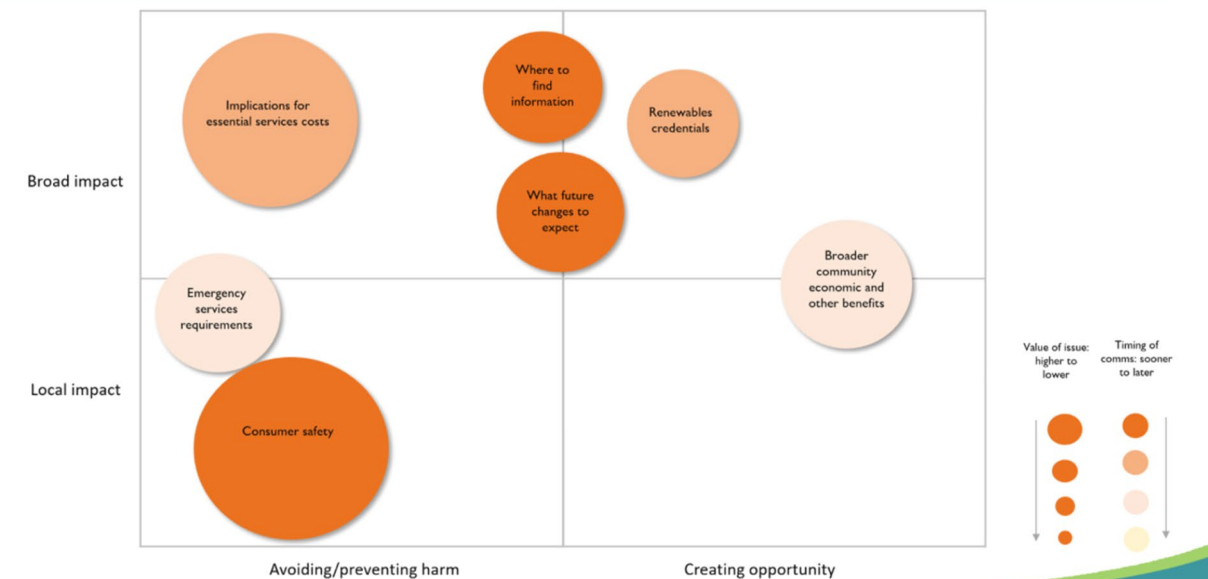 Implications for
essential services costs
Where to
find
information
Renewables
credentials
What future
changes to
expect
Broad impact
Broader
community
economic and
other benefits
Emergency
services
requirements
Local impact
Consumer safety
Value of issue:
higher to
lower
Timing of
comms: sooner
to later
Avoiding/preventing harm
Creating opportunity